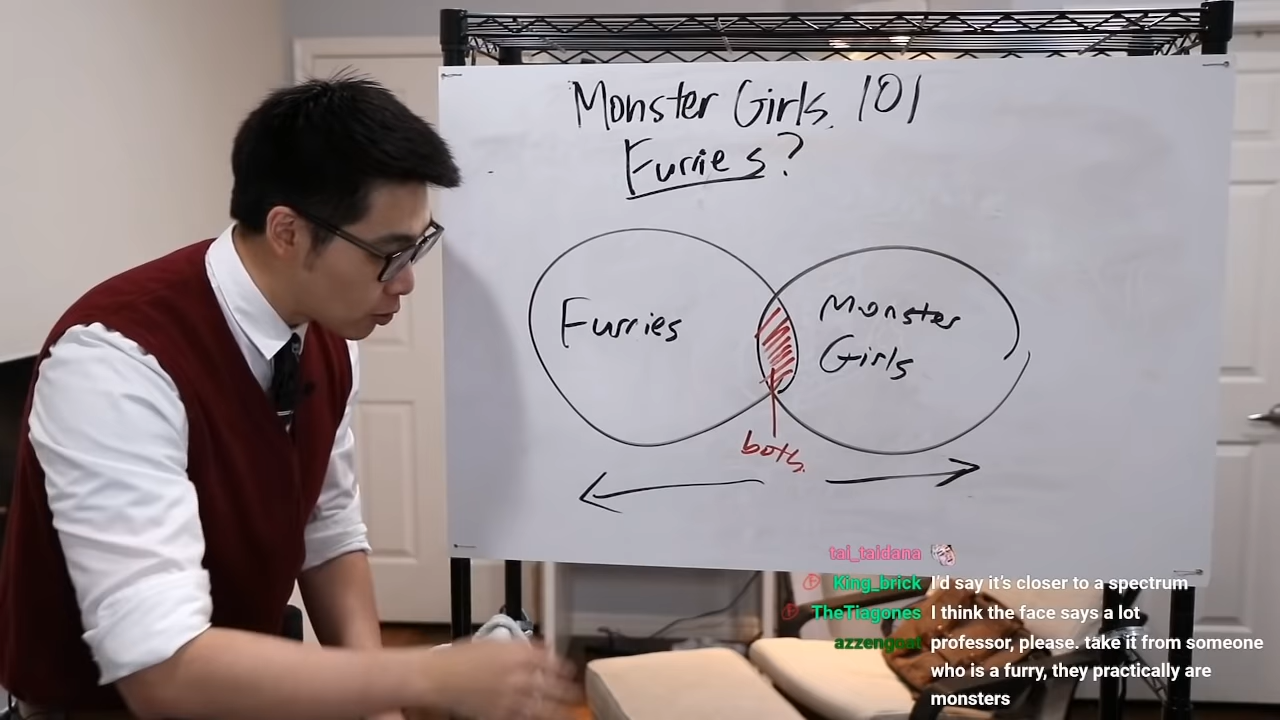 Monster Girls 101
Furries?
Furries
Monster
Girls
both.
tai_taidana
King_brick I'd say it's closer to a spectrum
TheTiagones I think the face says a lot
azzengoat professor, please. take it from someone
who is a furry, they practically are
monsters